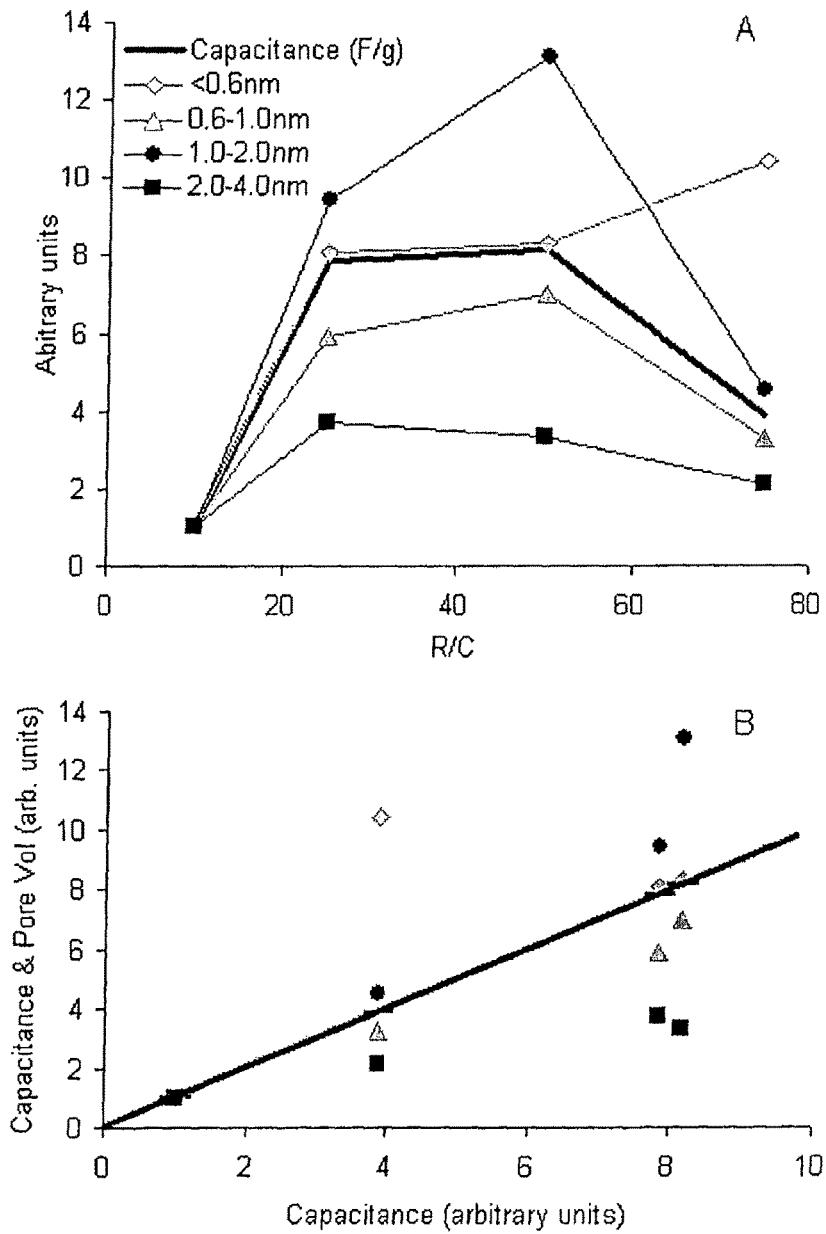 A
14
12
10
8
6
4
2
0
Capacitance (F/g)
<0.6nm
0.6-1.0nm
1.0-2.0nm
2.0-4.0nm
Abitrary units
0 20 40 60 80
R/C
B
14
12
10
8
6
4
2
0
Capacitance & Pore Vol (arb. units)
0 2 4 6 8 10
Capacitance (arbitrary units)